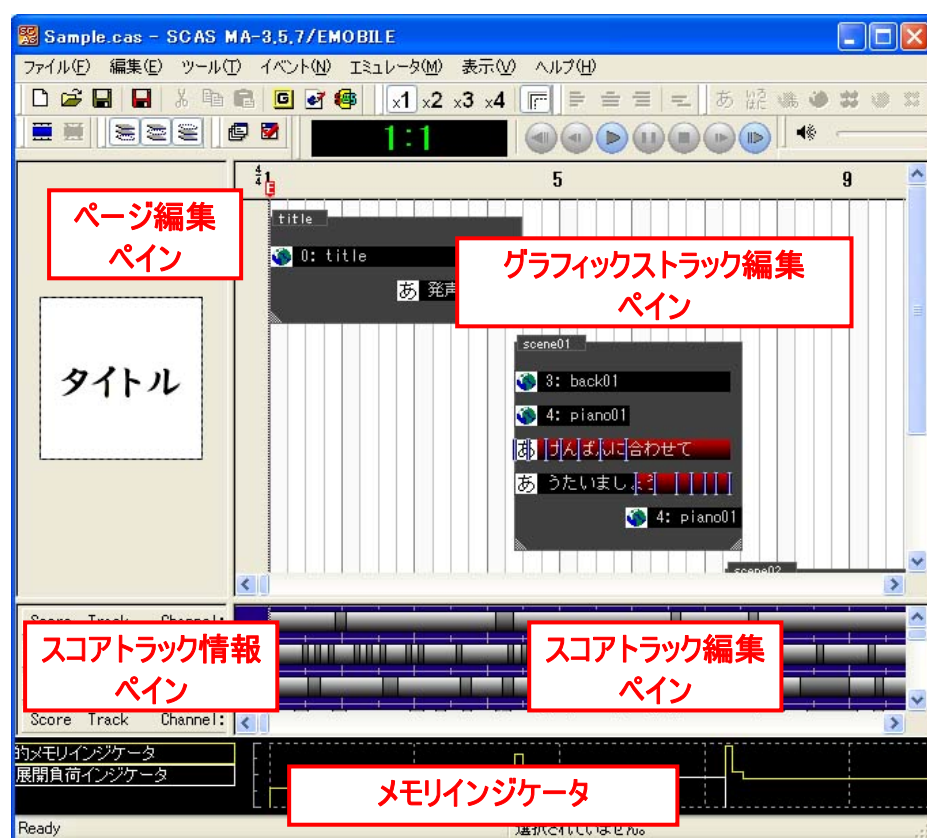 Sample.cas - SCAS MA-3,5,7/EMOBILE
ファイル(F) 編集(E) ツール(T) イベント(N) エミュレータ(M) 表示(V) ヘルプ(H)
x1 x2 x3 x4
あ
1:1
4/4 1 5 9
E
ページ編集
ペイン
タイトル
title
0: title
あ 発声
グラフィックストラック編集
ペイン
scene01
3: back01
4: piano01
あ けんばんに合わせて
あ うたいましょう
4: piano01
scene02
Score Track Channel:
スコアトラック情報
ペイン
スコアトラック編集
ペイン
Score Track Channel:
的メモリインジケータ
展開負荷インジケータ
メモリインジケータ
Ready
選択されていません。